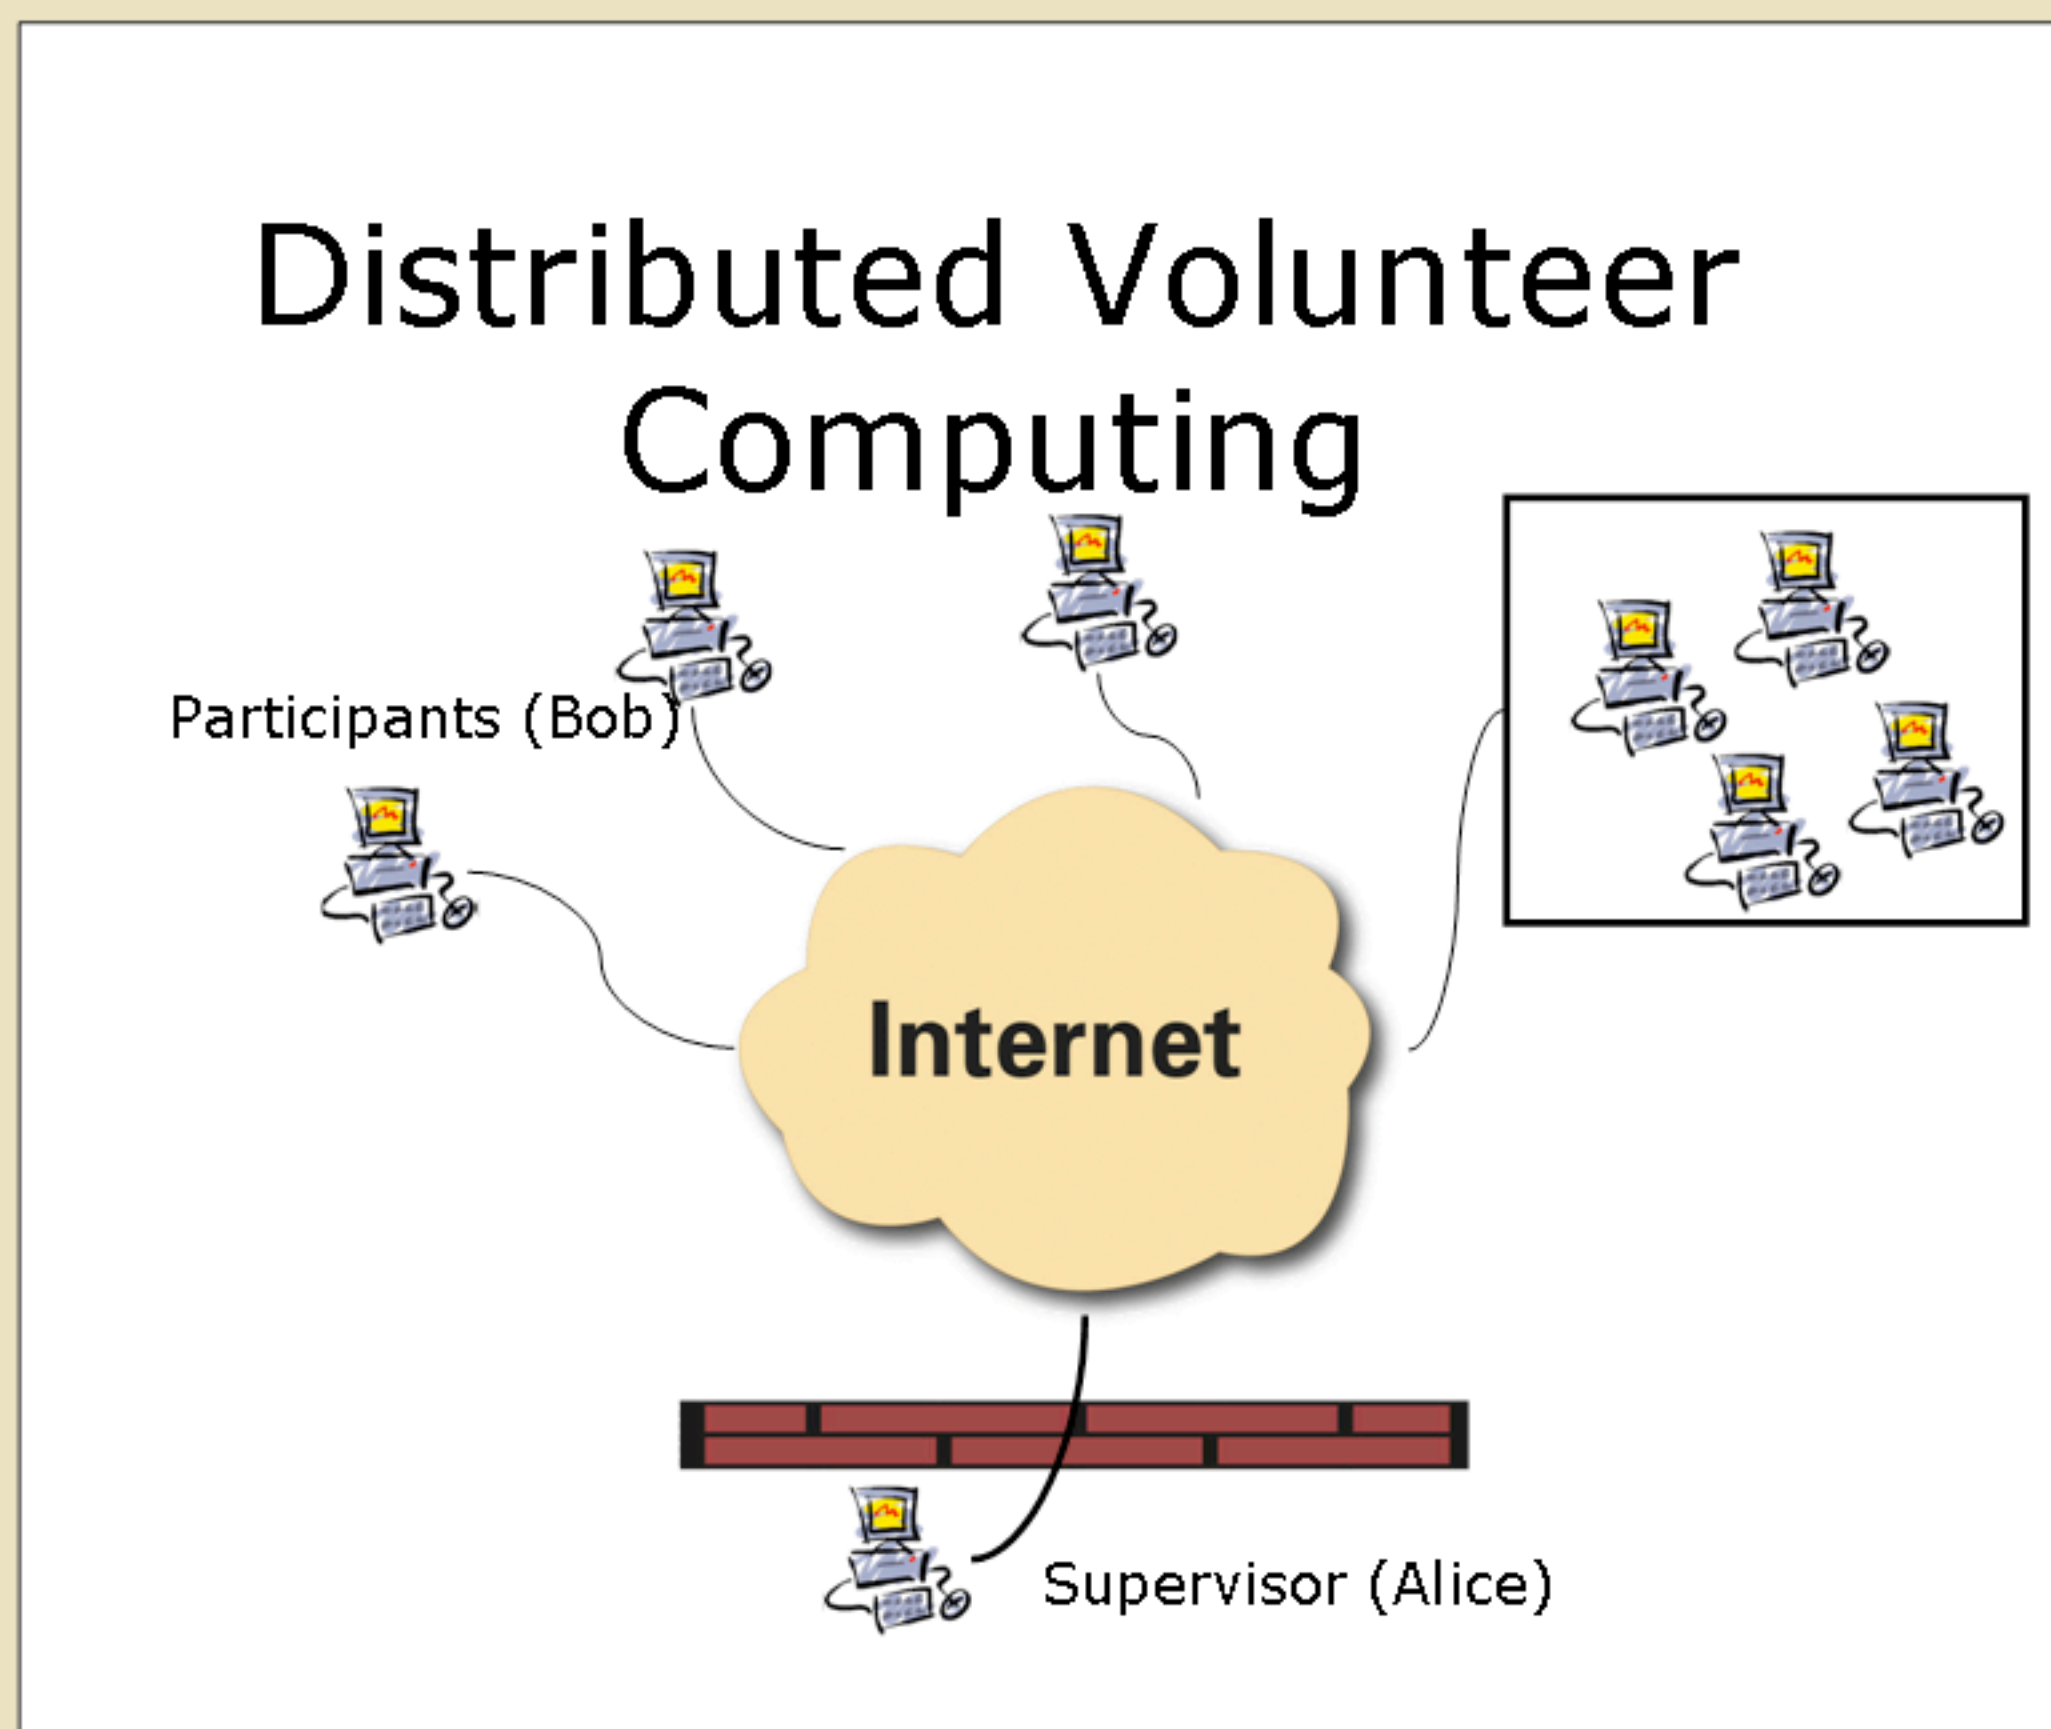 Distributed Volunteer
Computing
Participants (Bob)
Internet
Supervisor (Alice)